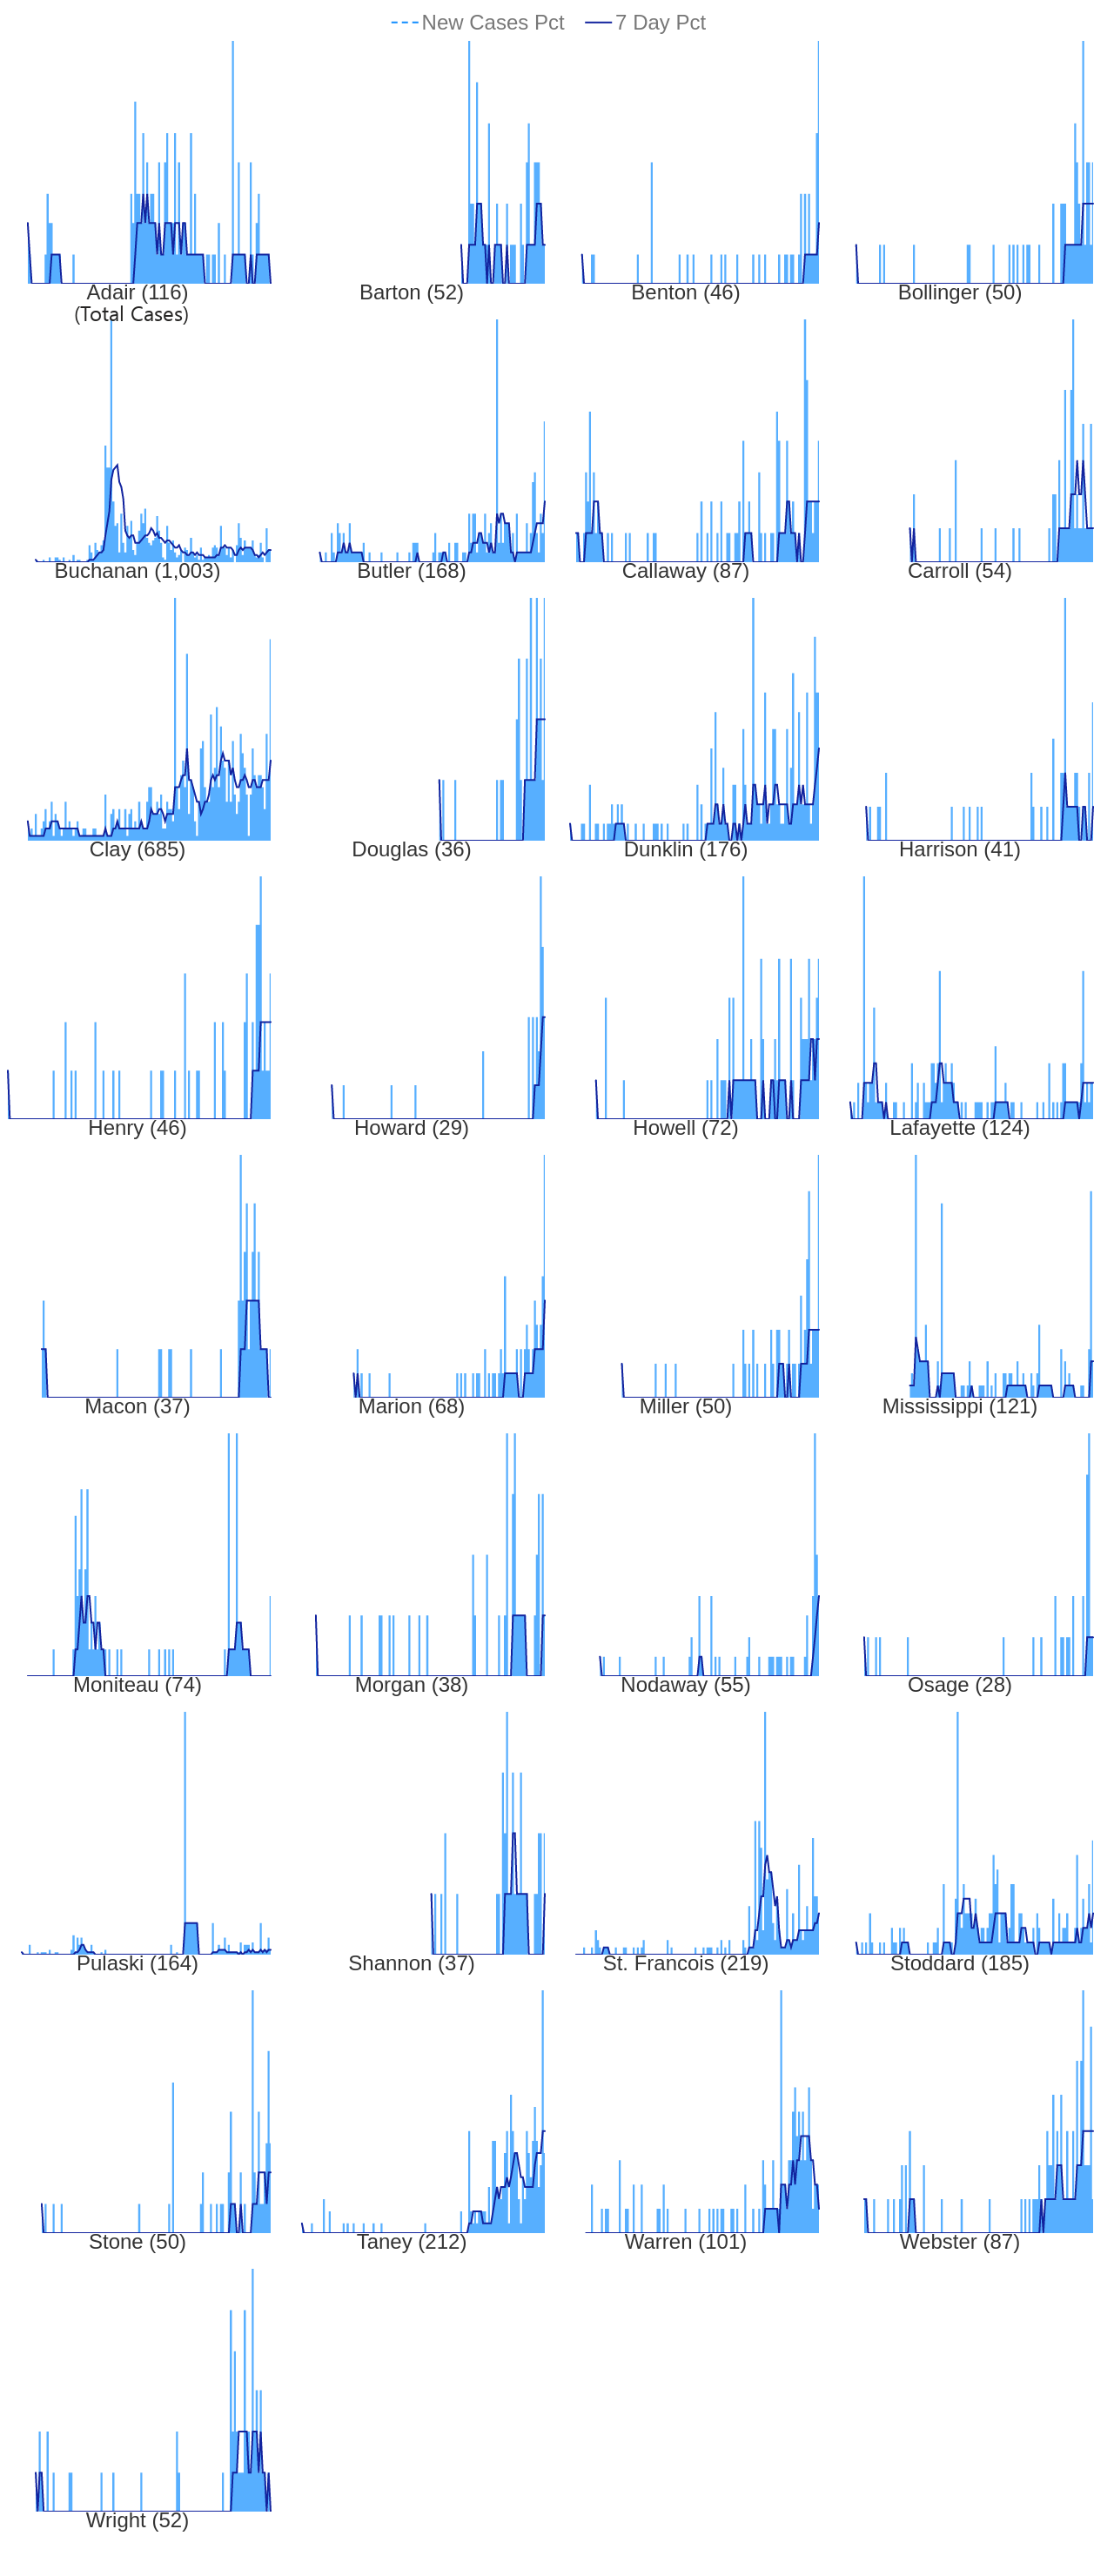 New Cases Pct 7 Day Pct
Adair (116) Barton (52) Benton (46) Bollinger (50)
(Total Cases)
Buchanan (1,003) Butler (168) Callaway (87) Carroll (54)
Clay (685) Douglas (36) Dunklin (176) Harrison (41)
Henry (46) Howard (29) Howell (72) Lafayette (124)
Macon (37) Marion (68) Miller (50) Mississippi (121)
Moniteau (74) Morgan (38) Nodaway (55) Osage (28)
Pulaski (164) Shannon (37) St. Francois (219) Stoddard (185)
Stone (50) Taney (212) Warren (101) Webster (87)
Wright (52)